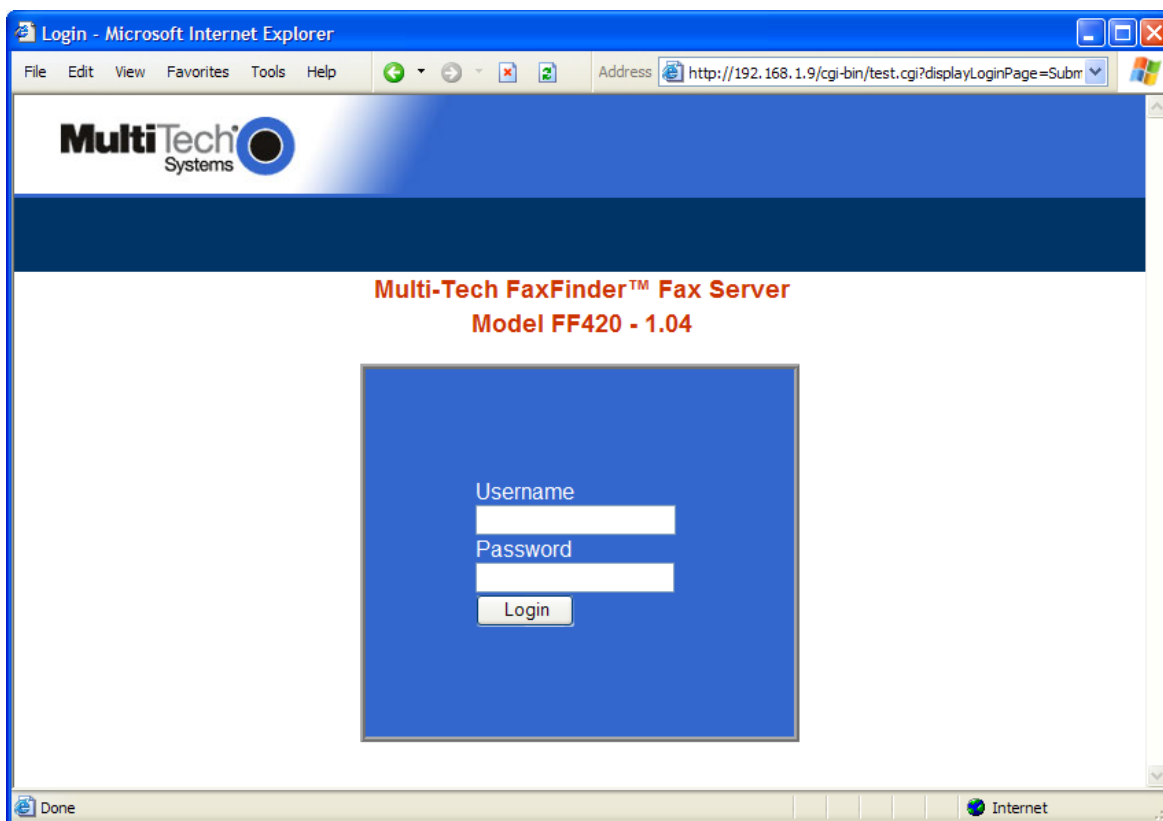 Login - Microsoft Internet Explorer
File Edit View Favorites Tools Help Address http://192.168.1.9/cgi-bin/test.cgi?displayLoginPage=Subm
MultiTech
Systems
Multi-Tech FaxFinder™ Fax Server
Model FF420 - 1.04
Username
Password
Login
Done Internet